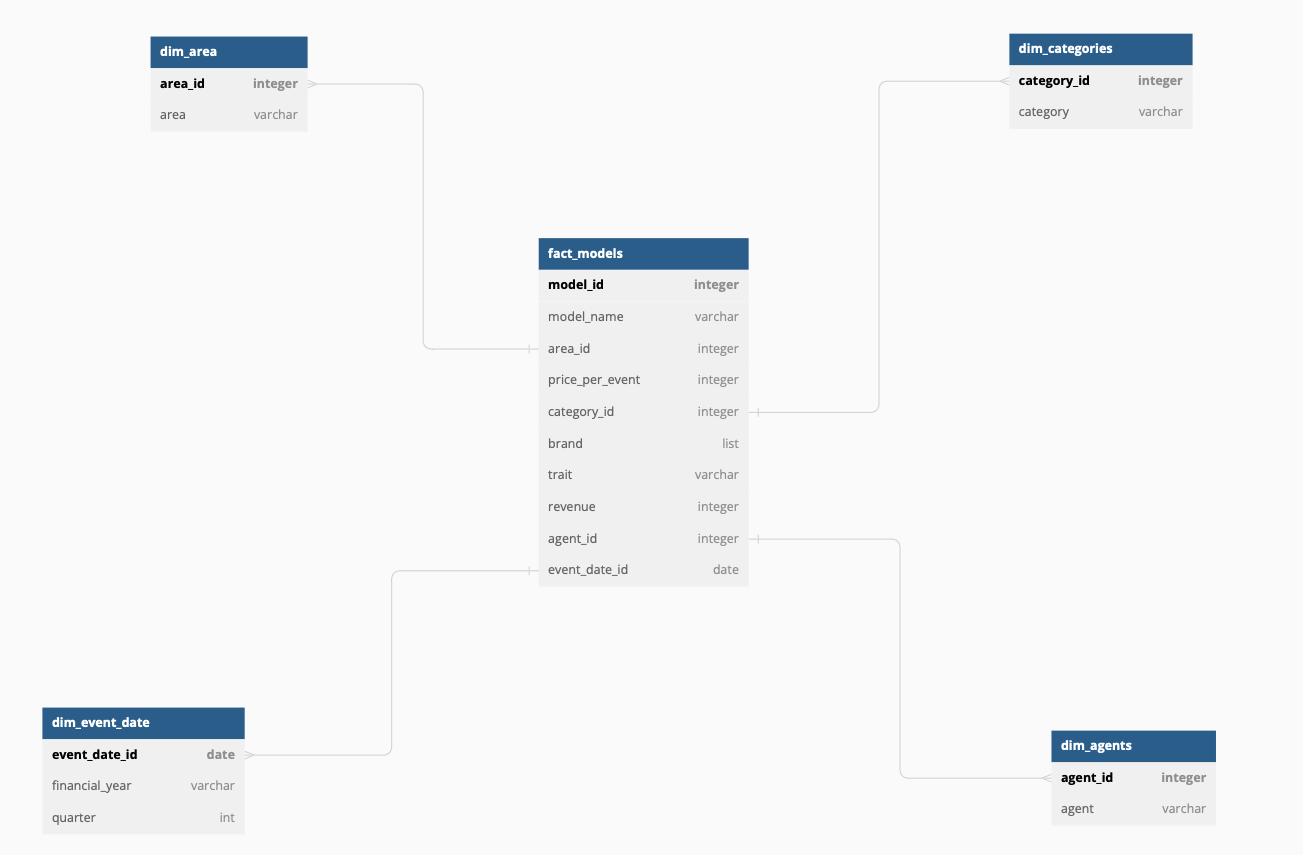 dim_area
area_id integer
area varchar
dim_categories
category_id integer
category varchar
fact_models
model_id integer
model_name varchar
area_id integer
price_per_event integer
category_id integer
brand list
trait varchar
revenue integer
agent_id integer
event_date_id date
dim_event_date
event_date_id date
financial_year varchar
quarter int
dim_agents
agent_id integer
agent varchar